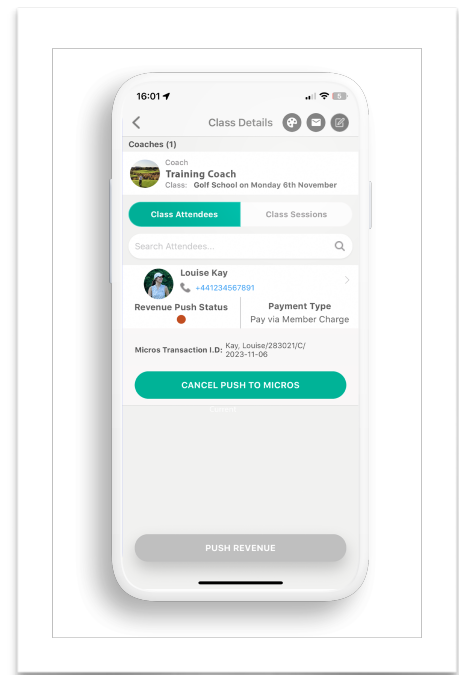 16:01
5
Class Details
Coaches (1)
Coach
Training Coach
Class: Golf School on Monday 6th November
Class Attendees
Class Sessions
Search Attendees...
Louise Kay
+441234567891
Revenue Push Status
Payment Type
Pay via Member Charge
Micros Transaction I.D: Kay, Louise/283021/C/
2023-11-06
CANCEL PUSH TO MICROS
PUSH REVENUE